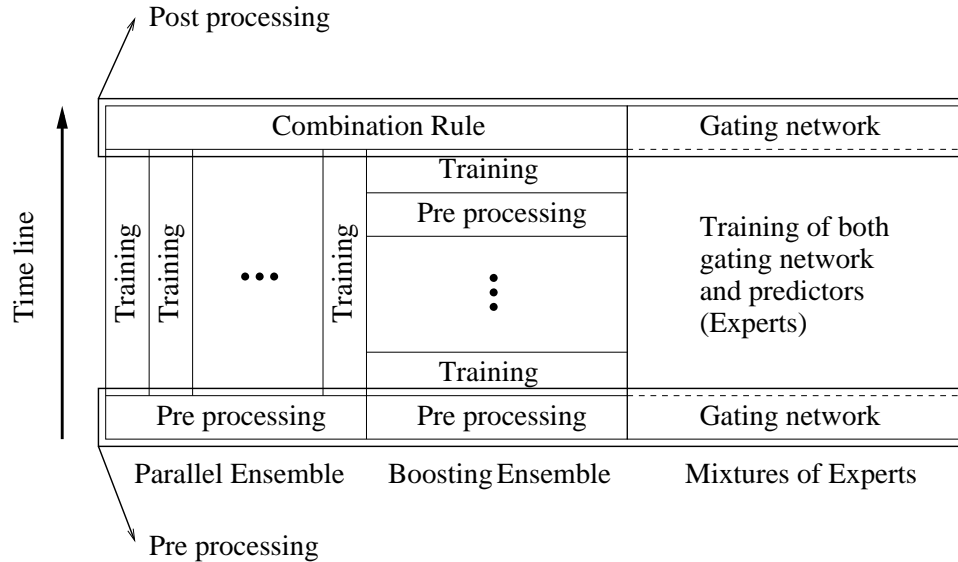 Post processing
Combination Rule
Gating network
Time line
Training
Training
Training
Training
Pre processing
Training
Training of both
gating network
and predictors
(Experts)
Pre processing
Pre processing
Gating network
Parallel Ensemble
Boosting Ensemble
Mixtures of Experts
Pre processing